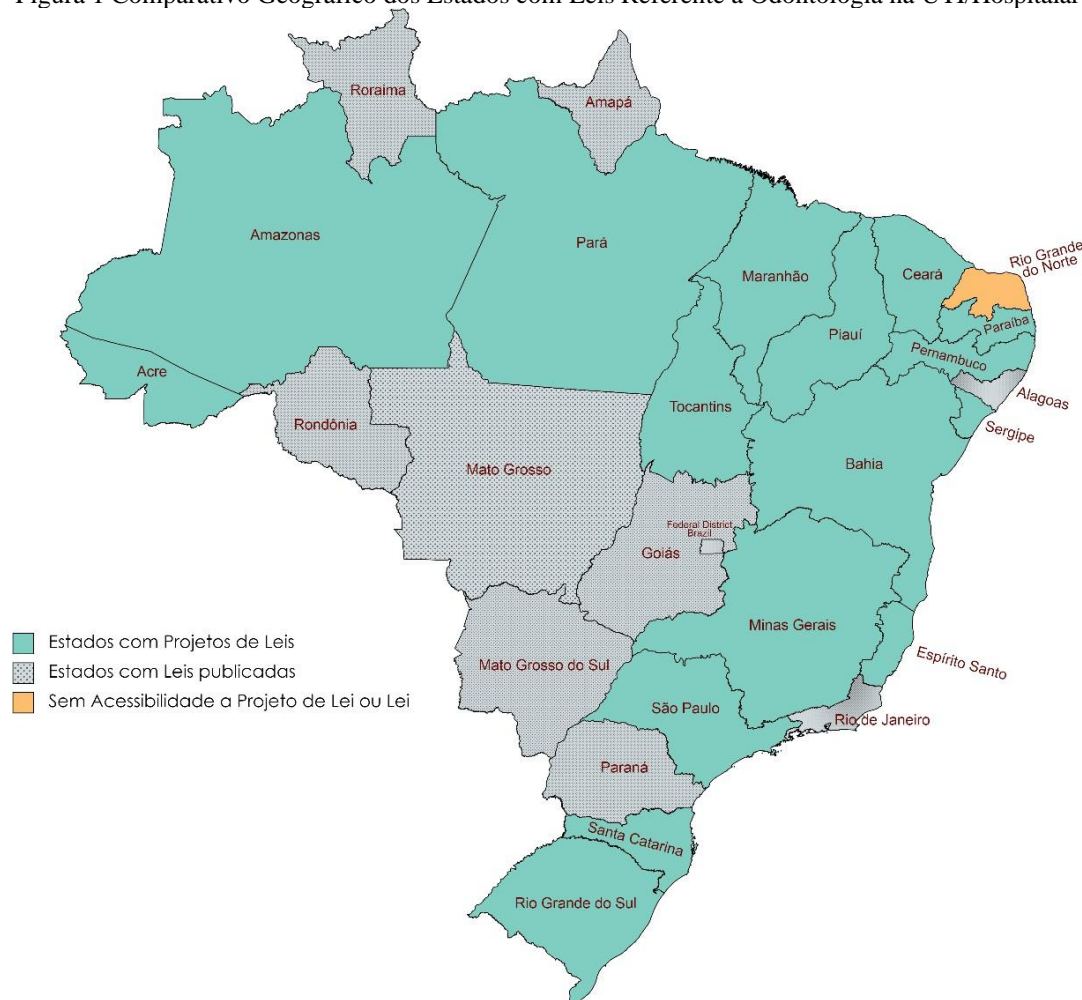 Figura 1 Comparativo Geográfico dos Estados com Leis Referente a Odontologia na UTI/Hospitalar
Roraima
Amapá
Amazonas
Pará
Rio Grande
do Norte
Maranhão
Ceará
Piauí
Paraíba
Pernambuco
Acre
Alagoas
Tocantins
Rondônia
Sergipe
Mato Grosso
Bahia
Federal District
Brazil
Goiás
Minas Gerais
Espírito Santo
Mato Grosso do Sul
São Paulo
Rio de Janeiro
Paraná
Santa Catarina
Rio Grande do Sul
Estados com Projetos de Leis
Estados com Leis publicadas
Sem Acessibilidade a Projeto de Lei ou Lei